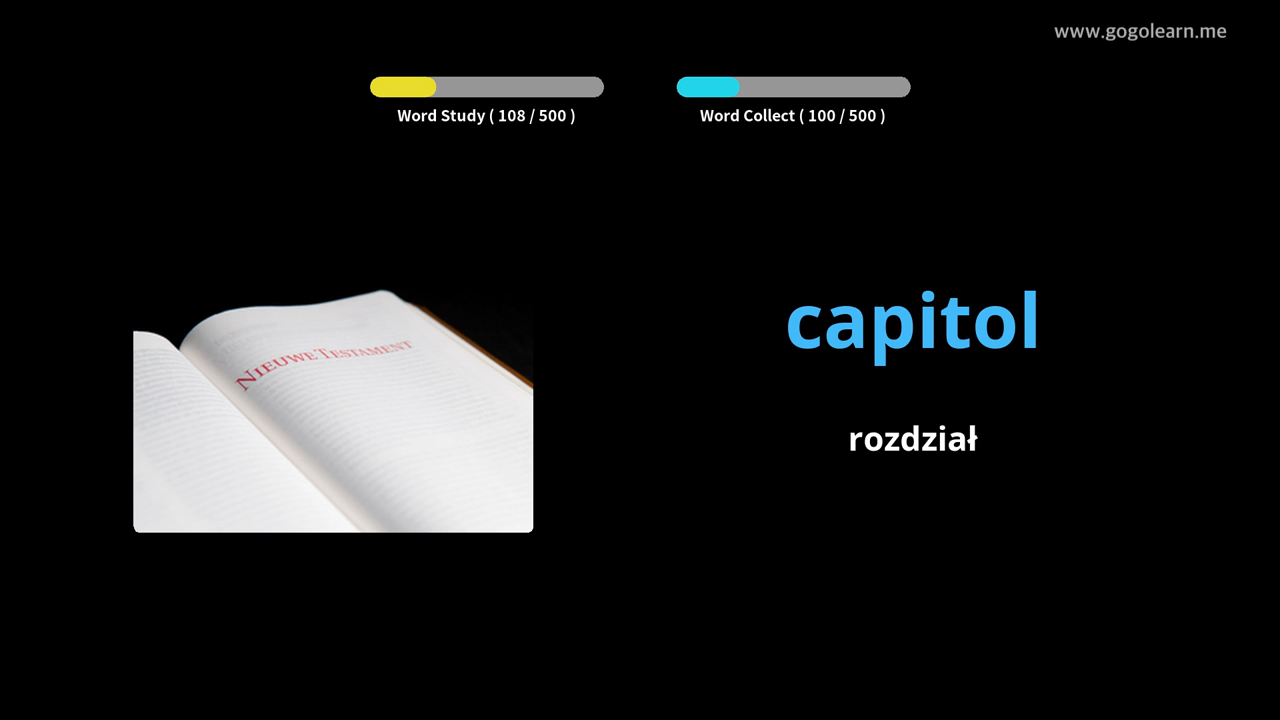 www.gogolearn.me
Word Study ( 108 / 500 )
Word Collect ( 100 / 500 )
NIEUWE TESTAMENT
capitol
rozdział